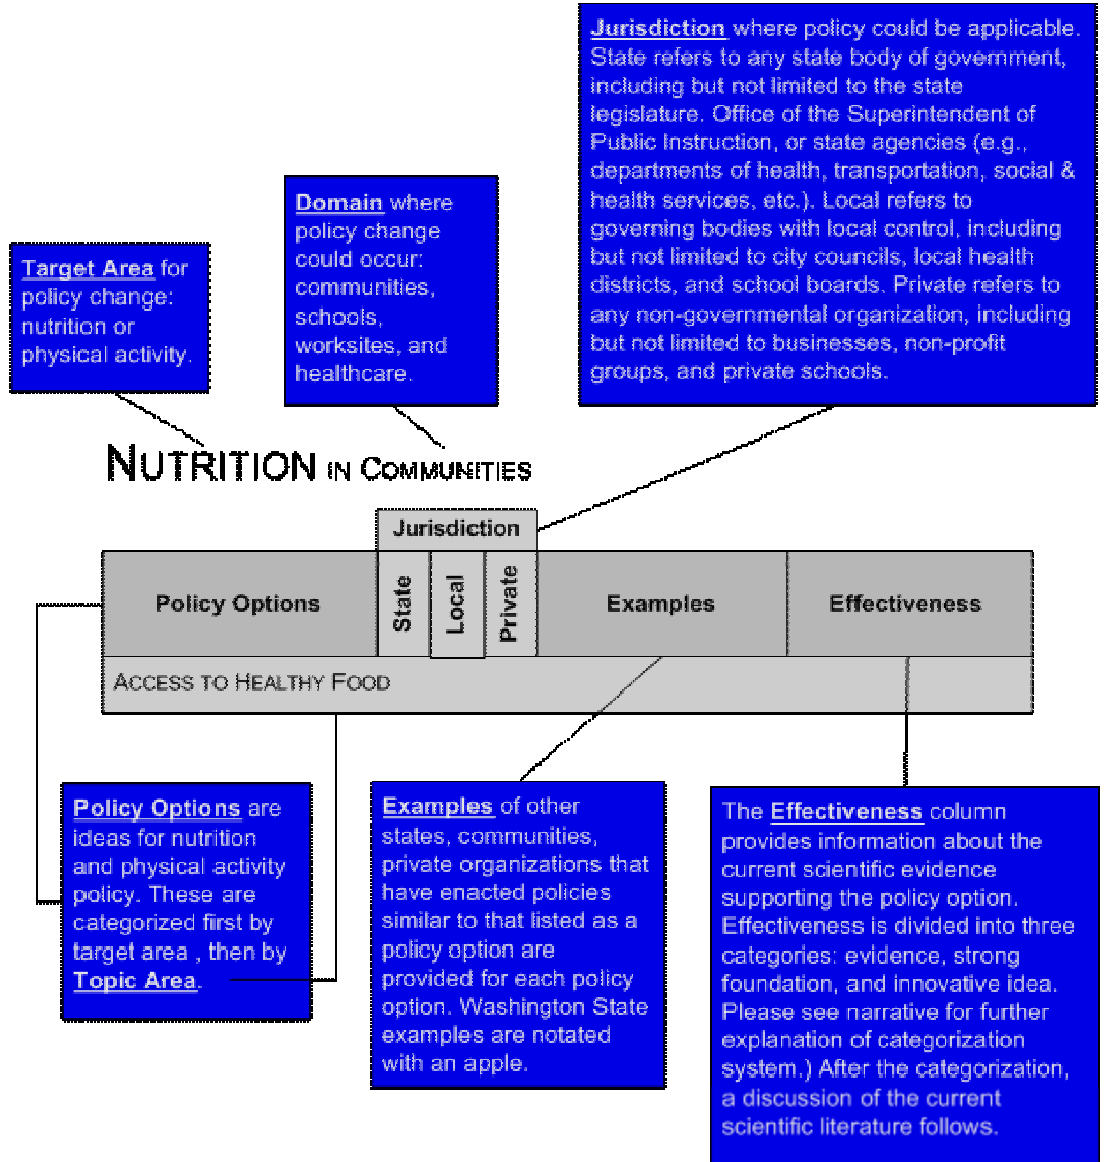 Jurisdiction where policy could be applicable.
State refers to any state body of government,
including but not limited to the state
legislature. Office of the Superintendent of
Public Instruction, or state agencies (e.g.,
departments of health, transportation, social &
health services, etc.). Local refers to
governing bodies with local control, including
but not limited to city councils, local health
districts, and school boards. Private refers to
any non-governmental organization, including
but not limited to businesses, non-profit
groups, and private schools.
Domain where
policy change
could occur:
communities,
schools,
worksites, and
healthcare.
Target Area for
policy change:
nutrition or
physical activity.
NUTRITION IN COMMUNITIES
Jurisdiction
Policy Options
State
Local
Private
Examples
Effectiveness
ACCESS TO HEALTHY FOOD
Policy Options are
ideas for nutrition
and physical activity
policy. These are
categorized first by
target area , then by
Topic Area.
Examples of other
states, communities,
private organizations that
have enacted policies
similar to that listed as a
policy option are
provided for each policy
option. Washington State
examples are notated
with an apple.
The Effectiveness column
provides information about the
current scientific evidence
supporting the policy option.
Effectiveness is divided into three
categories: evidence, strong
foundation, and innovative idea.
Please see narrative for further
explanation of categorization
system.) After the categorization,
a discussion of the current
scientific literature follows.